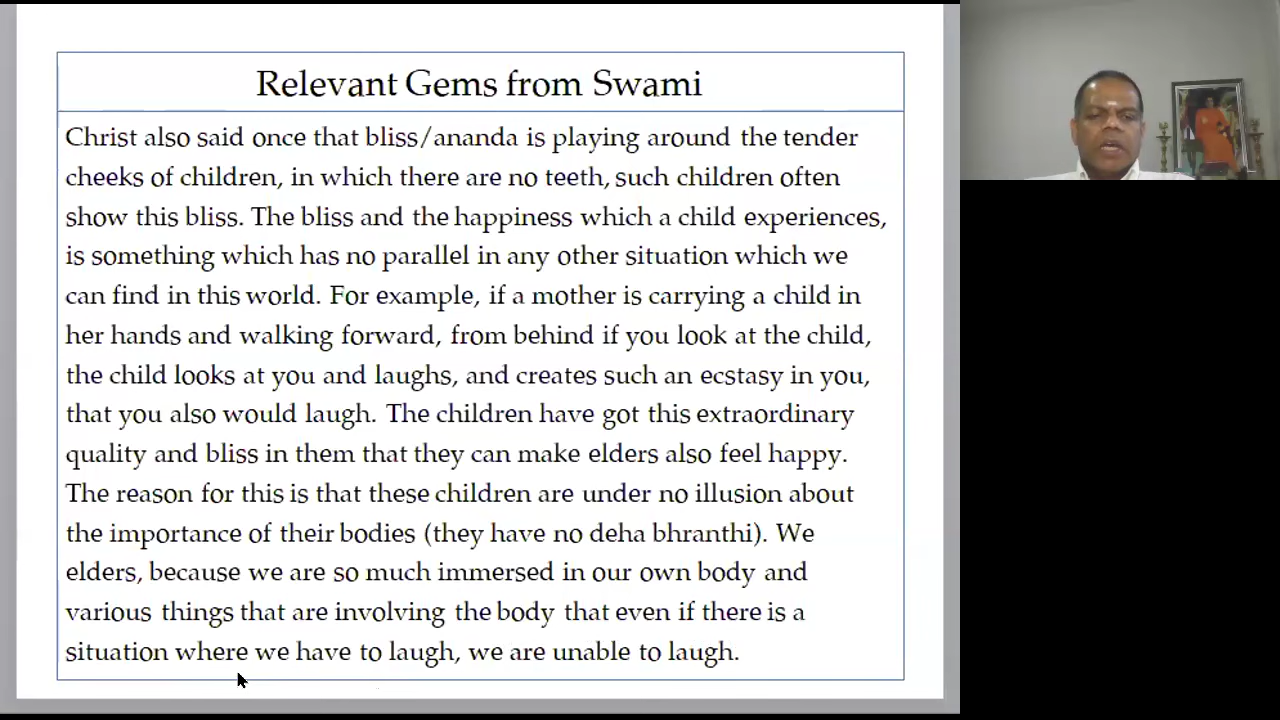 Relevant Gems from Swami
Christ also said once that bliss/ananda is playing around the tender
cheeks of children, in which there are no teeth, such children often
show this bliss. The bliss and the happiness which a child experiences,
is something which has no parallel in any other situation which we
can find in this world. For example, if a mother is carrying a child in
her hands and walking forward, from behind if you look at the child,
the child looks at you and laughs, and creates such an ecstasy in you,
that you also would laugh. The children have got this extraordinary
quality and bliss in them that they can make elders also feel happy.
The reason for this is that these children are under no illusion about
the importance of their bodies (they have no deha bhranthi). We
elders, because we are so much immersed in our own body and
various things that are involving the body that even if there is a
situation where we have to laugh, we are unable to laugh.